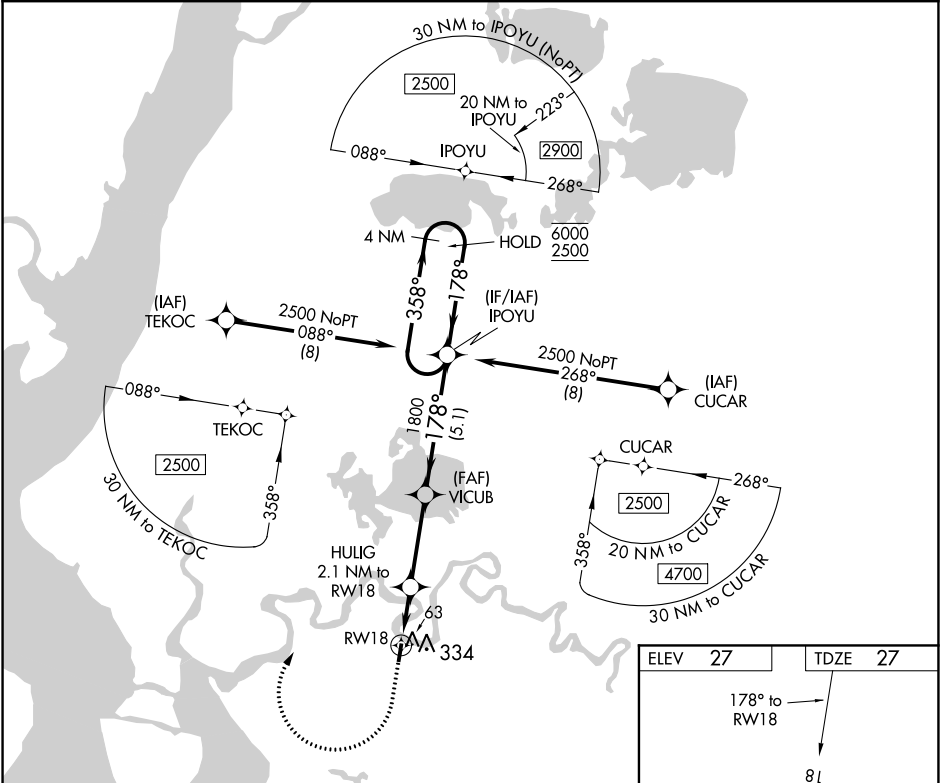 30 NM to IPOYU (NoPT)
2500
20 NM to
IPOYU
223°
2900
088°
IPOYU
268°
4 NM
HOLD
6000
2500
358°
178°
(IF/IAF)
IPOYU
(IAF)
TEKOC
2500 NoPT
088°
(8)
2500 NoPT
268°
(8)
(IAF)
CUCAR
1800
178°
(5.1)
088°
TEKOC
2500
358°
30 NM to TEKOC
(FAF)
VICUB
CUCAR
268°
2500
358°
20 NM to CUCAR
4700
30 NM to CUCAR
HULIG
2.1 NM to
RW18
63
RW18
334
ELEV 27
TDZE 27
178° to
RW18
18